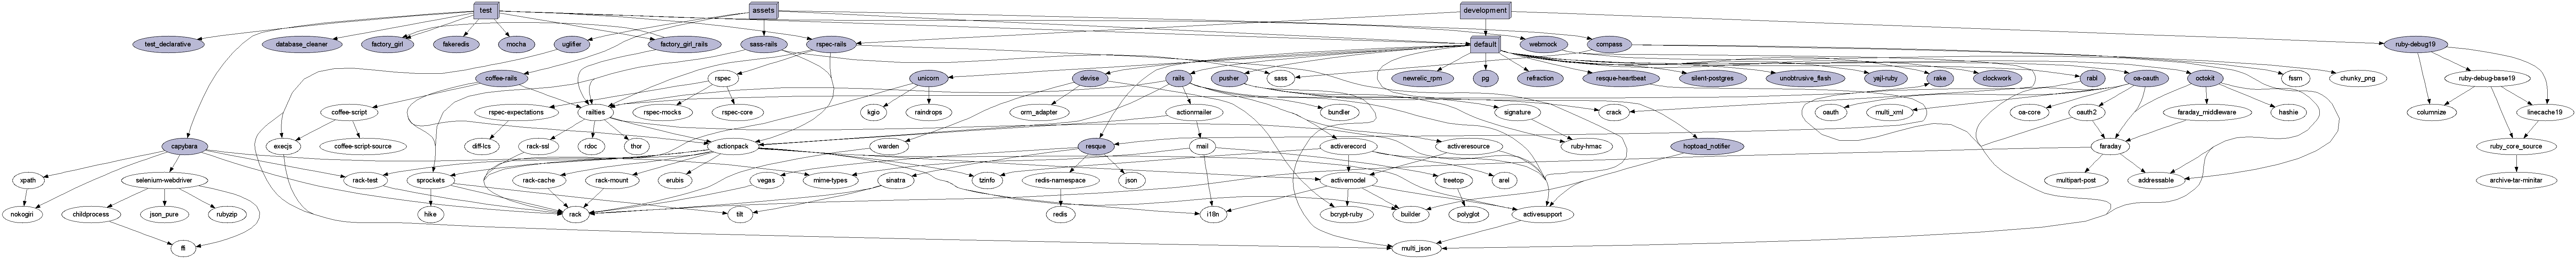 test
assets
development
test_declarative
database_cleaner
factory_girl
fakeredis
mocha
uglifier
factory_girl_rails
sass-rails
rspec-rails
default
webmock
compass
ruby-debug19
coffee-rails
rspec
unicorn
devise
rails
pusher
sass
newrelic_rpm
pg
refraction
resque-heartbeat
silent-postgres
unobtrusive_flash
yajl-ruby
rake
clockwork
rabl
oa-oauth
octokit
fssm
chunky_png
ruby-debug-base19
coffee-script
rspec-expectations
railties
rspec-mocks
rspec-core
kgio
raindrops
orm_adapter
actionmailer
bundler
signature
crack
oauth
multi_xml
oa-core
oauth2
faraday_middleware
hashie
columnize
linecache19
capybara
execjs
coffee-script-source
diff-lcs
rack-ssl
rdoc
thor
actionpack
warden
resque
mail
activerecord
activeresource
ruby-hmac
hoptoad_notifier
faraday
ruby_core_source
xpath
selenium-webdriver
rack-test
sprockets
rack-cache
rack-mount
erubis
vegas
mime-types
sinatra
tzinfo
redis-namespace
json
activemodel
treetop
arel
multipart-post
addressable
archive-tar-minitar
nokogiri
childprocess
json_pure
rubyzip
hike
rack
tilt
redis
i18n
bcrypt-ruby
builder
polyglot
activesupport
ffi
multi_json